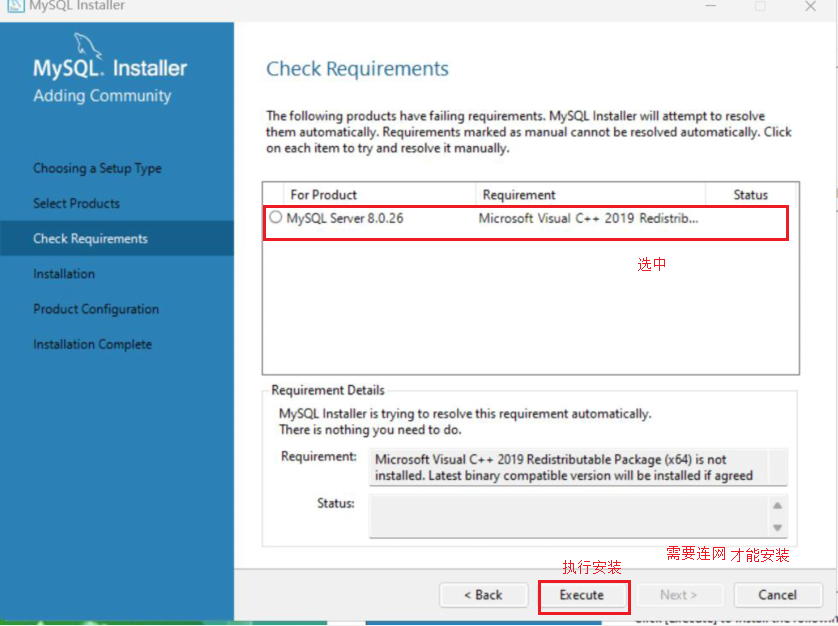 MySQL Installer
MySQL. Installer
Adding Community
Choosing a Setup Type
Select Products
Check Requirements
Installation
Product Configuration
Installation Complete
Check Requirements
The following products have failing requirements. MySQL Installer will attempt to resolve
them automatically. Requirements marked as manual cannot be resolved automatically. Click
on each item to try and resolve it manually.
For Product Requirement Status
MySQL Server 8.0.26 Microsoft Visual C++ 2019 Redistrib...
选中
Requirement Details
MySQL Installer is trying to resolve this requirement automatically.
There is nothing you need to do.
Requirement: Microsoft Visual C++ 2019 Redistributable Package (x64) is not
installed. Latest binary compatible version will be installed if agreed
Status:
需要连网 才能安装
执行安装
< Back Execute Next > Cancel